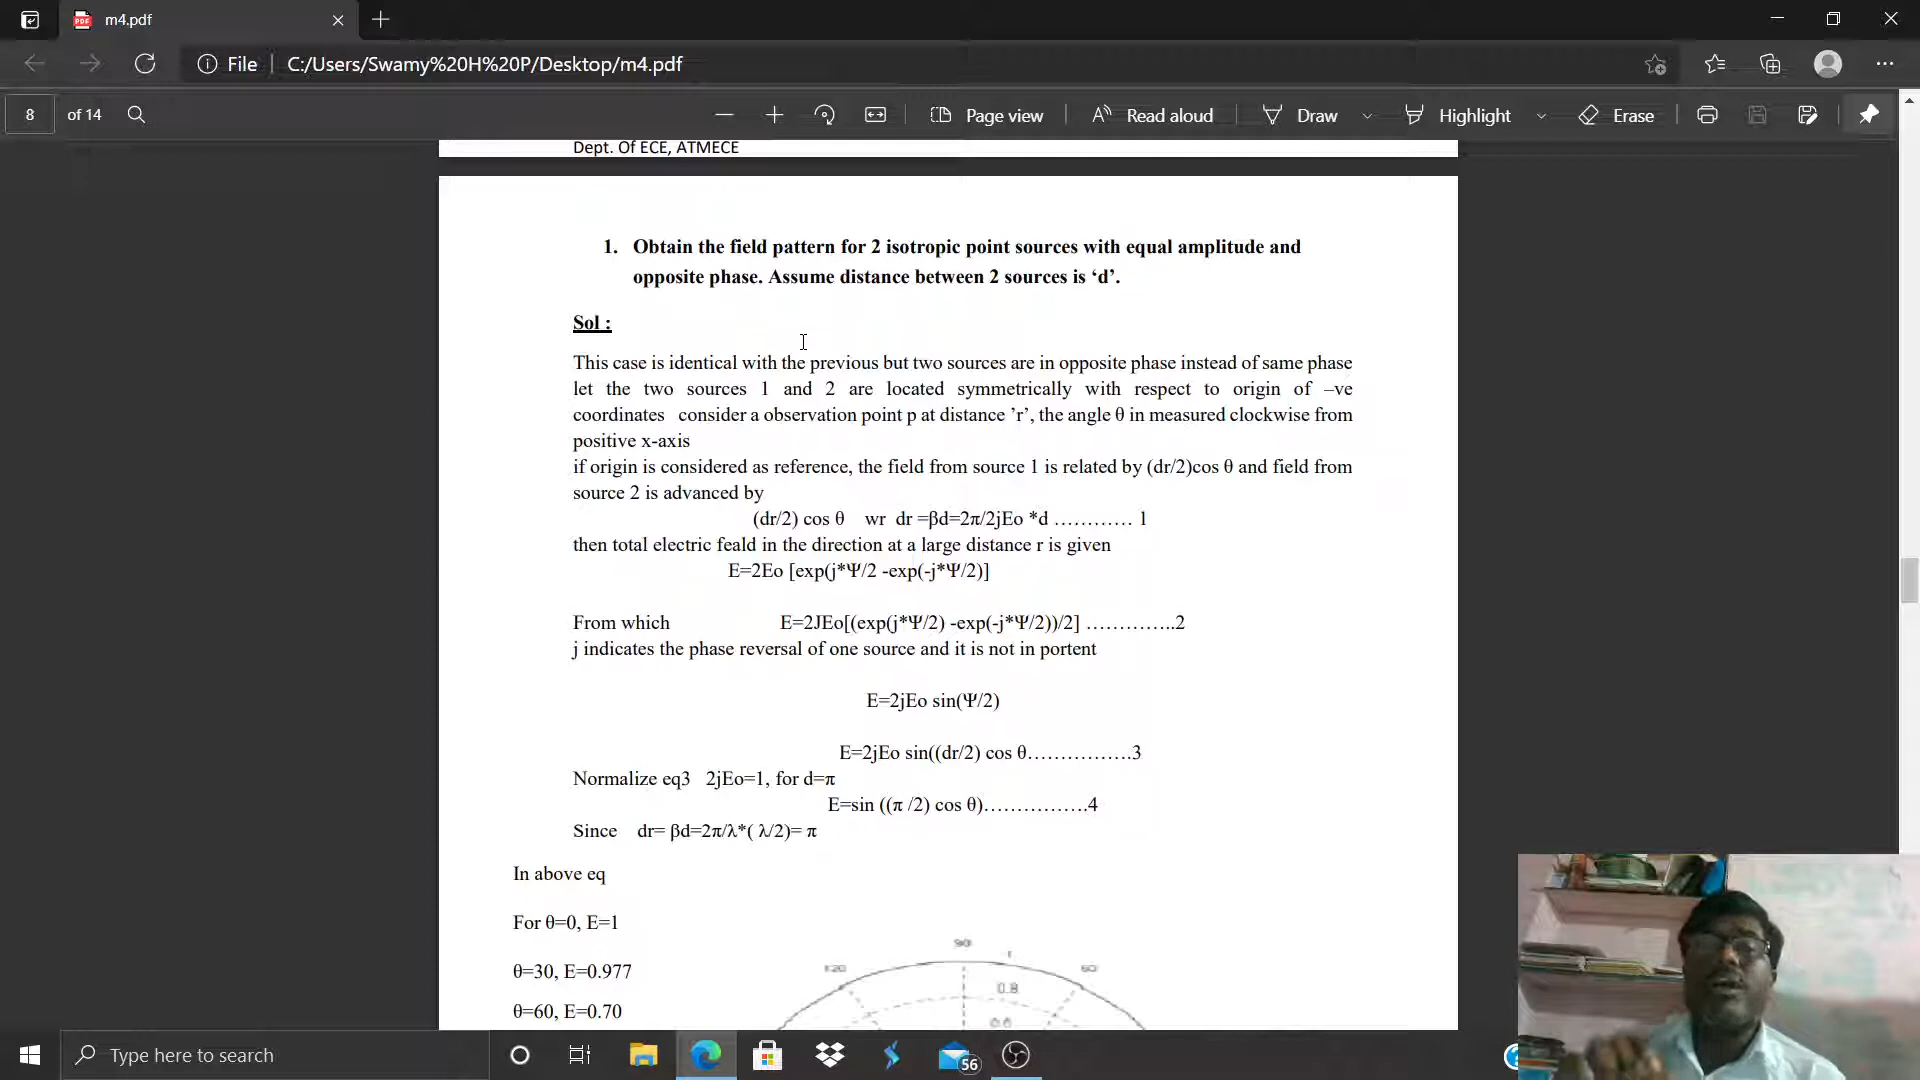 m4.pdf
File
C:/Users/Swamy%20H%20P/Desktop/m4.pdf
8 of 14
Page view
Read aloud
Draw
Highlight
Erase
Dept. Of ECE, ATMECE
1. Obtain the field pattern for 2 isotropic point sources with equal amplitude and
opposite phase. Assume distance between 2 sources is ‘d’.
Sol :
This case is identical with the previous but two sources are in opposite phase instead of same phase
let the two sources 1 and 2 are located symmetrically with respect to origin of –ve
coordinates consider a observation point p at distance ’r’, the angle θ in measured clockwise from
positive x-axis
if origin is considered as reference, the field from source 1 is related by (dr/2)cos θ and field from
source 2 is advanced by
(dr/2) cos θ wr dr =βd=2π/2jEo *d ………… 1
then total electric feald in the direction at a large distance r is given
E=2Eo [exp(j*Ψ/2 -exp(-j*Ψ/2)]
From which E=2JEo[(exp(j*Ψ/2) -exp(-j*Ψ/2))/2] …………..2
j indicates the phase reversal of one source and it is not in portent
E=2jEo sin(Ψ/2)
E=2jEo sin((dr/2) cos θ…………….3
Normalize eq3 2jEo=1, for d=π
E=sin ((π /2) cos θ)…………….4
Since dr= βd=2π/λ*( λ/2)= π
In above eq
For θ=0, E=1
θ=30, E=0.977
θ=60, E=0.70
90
120
1
60
0.8
0.6
Type here to search
56